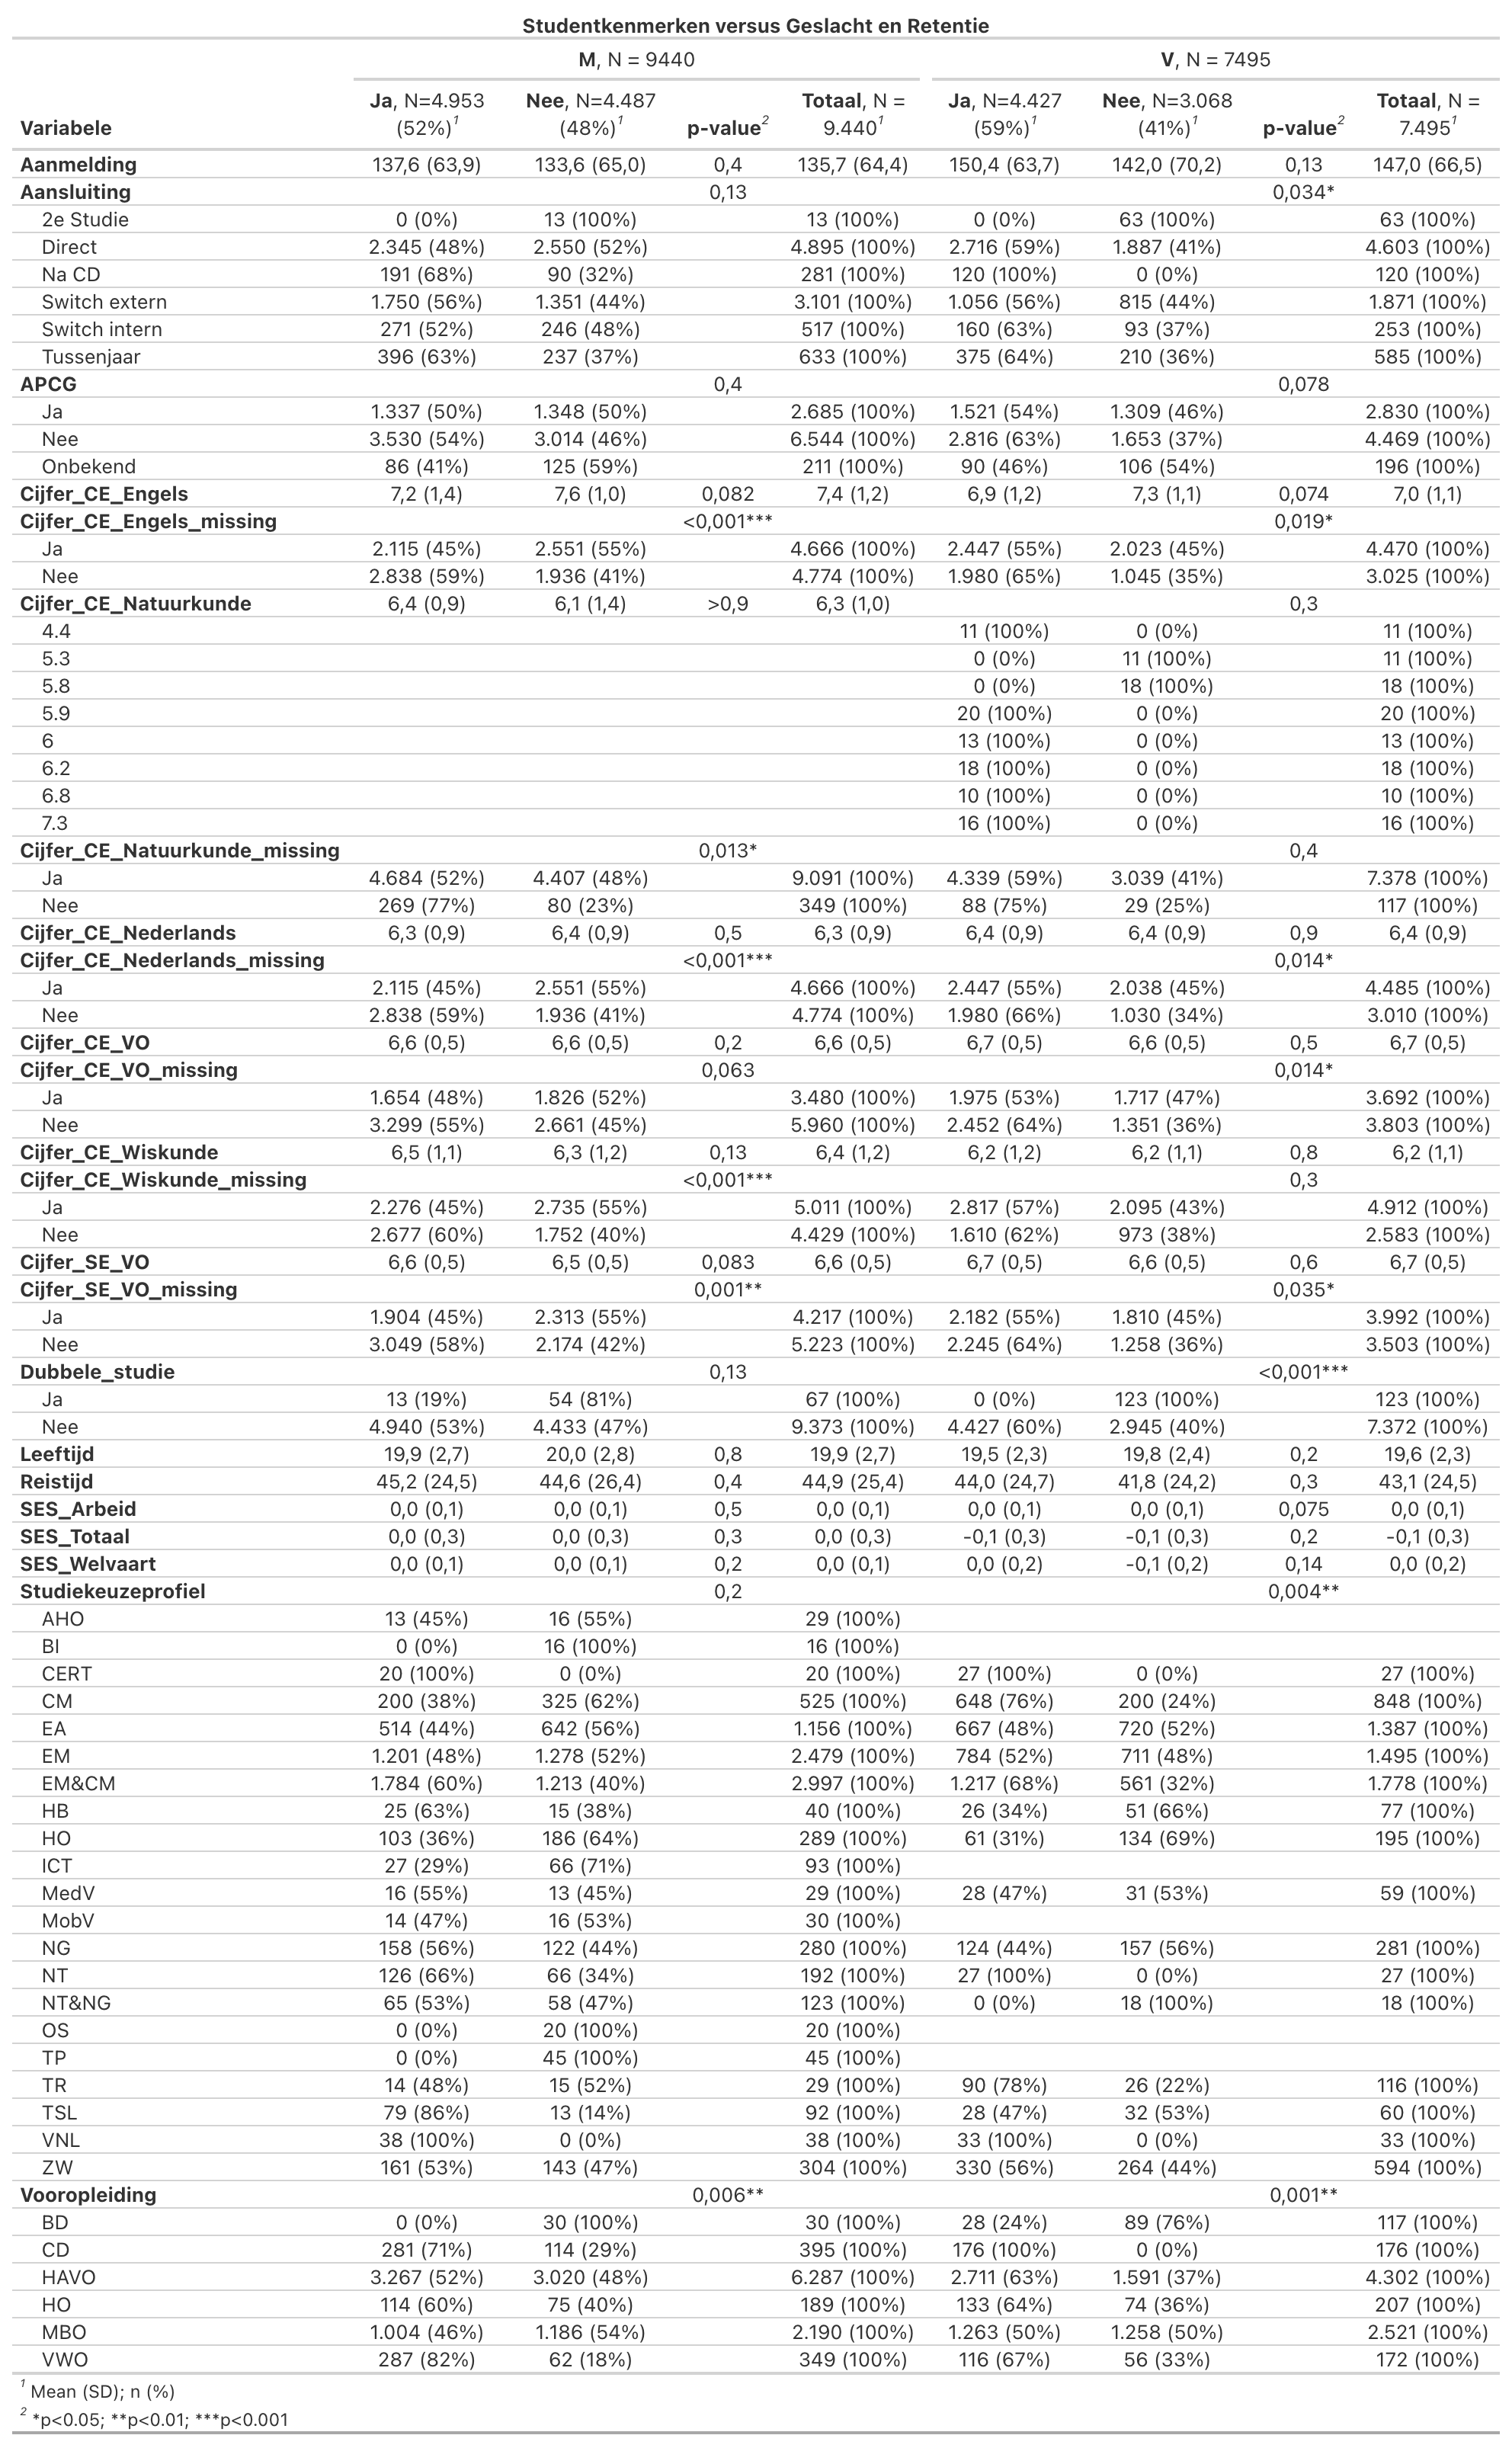 Studentkenmerken versus Geslacht en Retentie
M, N = 9440 V, N = 7495
Variabele Ja, N=4.953 (52%)1 Nee, N=4.487 (48%)1 p-value2 Totaal, N = 9.4401 Ja, N=4.427 (59%)1 Nee, N=3.068 (41%)1 p-value2 Totaal, N = 7.4951
Aanmelding 137,6 (63,9) 133,6 (65,0) 0,4 135,7 (64,4) 150,4 (63,7) 142,0 (70,2) 0,13 147,0 (66,5)
Aansluiting 0,13 0,034*
2e Studie 0 (0%) 13 (100%) 13 (100%) 0 (0%) 63 (100%) 63 (100%)
Direct 2.345 (48%) 2.550 (52%) 4.895 (100%) 2.716 (59%) 1.887 (41%) 4.603 (100%)
Na CD 191 (68%) 90 (32%) 281 (100%) 120 (100%) 0 (0%) 120 (100%)
Switch extern 1.750 (56%) 1.351 (44%) 3.101 (100%) 1.056 (56%) 815 (44%) 1.871 (100%)
Switch intern 271 (52%) 246 (48%) 517 (100%) 160 (63%) 93 (37%) 253 (100%)
Tussenjaar 396 (63%) 237 (37%) 633 (100%) 375 (64%) 210 (36%) 585 (100%)
APCG 0,4 0,078
Ja 1.337 (50%) 1.348 (50%) 2.685 (100%) 1.521 (54%) 1.309 (46%) 2.830 (100%)
Nee 3.530 (54%) 3.014 (46%) 6.544 (100%) 2.816 (63%) 1.653 (37%) 4.469 (100%)
Onbekend 86 (41%) 125 (59%) 211 (100%) 90 (46%) 106 (54%) 196 (100%)
Cijfer_CE_Engels 7,2 (1,4) 7,6 (1,0) 0,082 7,4 (1,2) 6,9 (1,2) 7,3 (1,1) 0,074 7,0 (1,1)
Cijfer_CE_Engels_missing <0,001*** 0,019*
Ja 2.115 (45%) 2.551 (55%) 4.666 (100%) 2.447 (55%) 2.023 (45%) 4.470 (100%)
Nee 2.838 (59%) 1.936 (41%) 4.774 (100%) 1.980 (65%) 1.045 (35%) 3.025 (100%)
Cijfer_CE_Natuurkunde 6,4 (0,9) 6,1 (1,4) >0,9 6,3 (1,0) 0,3
4.4 11 (100%) 0 (0%) 11 (100%)
5.3 0 (0%) 11 (100%) 11 (100%)
5.8 0 (0%) 18 (100%) 18 (100%)
5.9 20 (100%) 0 (0%) 20 (100%)
6 13 (100%) 0 (0%) 13 (100%)
6.2 18 (100%) 0 (0%) 18 (100%)
6.8 10 (100%) 0 (0%) 10 (100%)
7.3 16 (100%) 0 (0%) 16 (100%)
Cijfer_CE_Natuurkunde_missing 0,013* 0,4
Ja 4.684 (52%) 4.407 (48%) 9.091 (100%) 4.339 (59%) 3.039 (41%) 7.378 (100%)
Nee 269 (77%) 80 (23%) 349 (100%) 88 (75%) 29 (25%) 117 (100%)
Cijfer_CE_Nederlands 6,3 (0,9) 6,4 (0,9) 0,5 6,3 (0,9) 6,4 (0,9) 6,4 (0,9) 0,9 6,4 (0,9)
Cijfer_CE_Nederlands_missing <0,001*** 0,014*
Ja 2.115 (45%) 2.551 (55%) 4.666 (100%) 2.447 (55%) 2.038 (45%) 4.485 (100%)
Nee 2.838 (59%) 1.936 (41%) 4.774 (100%) 1.980 (66%) 1.030 (34%) 3.010 (100%)
Cijfer_CE_VO 6,6 (0,5) 6,6 (0,5) 0,2 6,6 (0,5) 6,7 (0,5) 6,6 (0,5) 0,5 6,7 (0,5)
Cijfer_CE_VO_missing 0,063 0,014*
Ja 1.654 (48%) 1.826 (52%) 3.480 (100%) 1.975 (53%) 1.717 (47%) 3.692 (100%)
Nee 3.299 (55%) 2.661 (45%) 5.960 (100%) 2.452 (64%) 1.351 (36%) 3.803 (100%)
Cijfer_CE_Wiskunde 6,5 (1,1) 6,3 (1,2) 0,13 6,4 (1,2) 6,2 (1,2) 6,2 (1,1) 0,8 6,2 (1,1)
Cijfer_CE_Wiskunde_missing <0,001*** 0,3
Ja 2.276 (45%) 2.735 (55%) 5.011 (100%) 2.817 (57%) 2.095 (43%) 4.912 (100%)
Nee 2.677 (60%) 1.752 (40%) 4.429 (100%) 1.610 (62%) 973 (38%) 2.583 (100%)
Cijfer_SE_VO 6,6 (0,5) 6,5 (0,5) 0,083 6,6 (0,5) 6,7 (0,5) 6,6 (0,5) 0,6 6,7 (0,5)
Cijfer_SE_VO_missing 0,001** 0,035*
Ja 1.904 (45%) 2.313 (55%) 4.217 (100%) 2.182 (55%) 1.810 (45%) 3.992 (100%)
Nee 3.049 (58%) 2.174 (42%) 5.223 (100%) 2.245 (64%) 1.258 (36%) 3.503 (100%)
Dubbele_studie 0,13 <0,001***
Ja 13 (19%) 54 (81%) 67 (100%) 0 (0%) 123 (100%) 123 (100%)
Nee 4.940 (53%) 4.433 (47%) 9.373 (100%) 4.427 (60%) 2.945 (40%) 7.372 (100%)
Leeftijd 19,9 (2,7) 20,0 (2,8) 0,8 19,9 (2,7) 19,5 (2,3) 19,8 (2,4) 0,2 19,6 (2,3)
Reistijd 45,2 (24,5) 44,6 (26,4) 0,4 44,9 (25,4) 44,0 (24,7) 41,8 (24,2) 0,3 43,1 (24,5)
SES_Arbeid 0,0 (0,1) 0,0 (0,1) 0,5 0,0 (0,1) 0,0 (0,1) 0,0 (0,1) 0,075 0,0 (0,1)
SES_Totaal 0,0 (0,3) 0,0 (0,3) 0,3 0,0 (0,3) -0,1 (0,3) -0,1 (0,3) 0,2 -0,1 (0,3)
SES_Welvaart 0,0 (0,1) 0,0 (0,1) 0,2 0,0 (0,1) 0,0 (0,2) -0,1 (0,2) 0,14 0,0 (0,2)
Studiekeuzeprofiel 0,2 0,004**
AHO 13 (45%) 16 (55%) 29 (100%)
BI 0 (0%) 16 (100%) 16 (100%)
CERT 20 (100%) 0 (0%) 20 (100%) 27 (100%) 0 (0%) 27 (100%)
CM 200 (38%) 325 (62%) 525 (100%) 648 (76%) 200 (24%) 848 (100%)
EA 514 (44%) 642 (56%) 1.156 (100%) 667 (48%) 720 (52%) 1.387 (100%)
EM 1.201 (48%) 1.278 (52%) 2.479 (100%) 784 (52%) 711 (48%) 1.495 (100%)
EM&CM 1.784 (60%) 1.213 (40%) 2.997 (100%) 1.217 (68%) 561 (32%) 1.778 (100%)
HB 25 (63%) 15 (38%) 40 (100%) 26 (34%) 51 (66%) 77 (100%)
HO 103 (36%) 186 (64%) 289 (100%) 61 (31%) 134 (69%) 195 (100%)
ICT 27 (29%) 66 (71%) 93 (100%)
MedV 16 (55%) 13 (45%) 29 (100%) 28 (47%) 31 (53%) 59 (100%)
MobV 14 (47%) 16 (53%) 30 (100%)
NG 158 (56%) 122 (44%) 280 (100%) 124 (44%) 157 (56%) 281 (100%)
NT 126 (66%) 66 (34%) 192 (100%) 27 (100%) 0 (0%) 27 (100%)
NT&NG 65 (53%) 58 (47%) 123 (100%) 0 (0%) 18 (100%) 18 (100%)
OS 0 (0%) 20 (100%) 20 (100%)
TP 0 (0%) 45 (100%) 45 (100%)
TR 14 (48%) 15 (52%) 29 (100%) 90 (78%) 26 (22%) 116 (100%)
TSL 79 (86%) 13 (14%) 92 (100%) 28 (47%) 32 (53%) 60 (100%)
VNL 38 (100%) 0 (0%) 38 (100%) 33 (100%) 0 (0%) 33 (100%)
ZW 161 (53%) 143 (47%) 304 (100%) 330 (56%) 264 (44%) 594 (100%)
Vooropleiding 0,006** 0,001**
BD 0 (0%) 30 (100%) 30 (100%) 28 (24%) 89 (76%) 117 (100%)
CD 281 (71%) 114 (29%) 395 (100%) 176 (100%) 0 (0%) 176 (100%)
HAVO 3.267 (52%) 3.020 (48%) 6.287 (100%) 2.711 (63%) 1.591 (37%) 4.302 (100%)
HO 114 (60%) 75 (40%) 189 (100%) 133 (64%) 74 (36%) 207 (100%)
MBO 1.004 (46%) 1.186 (54%) 2.190 (100%) 1.263 (50%) 1.258 (50%) 2.521 (100%)
VWO 287 (82%) 62 (18%) 349 (100%) 116 (67%) 56 (33%) 172 (100%)
1 Mean (SD); n (%)
2 *p<0.05; **p<0.01; ***p<0.001